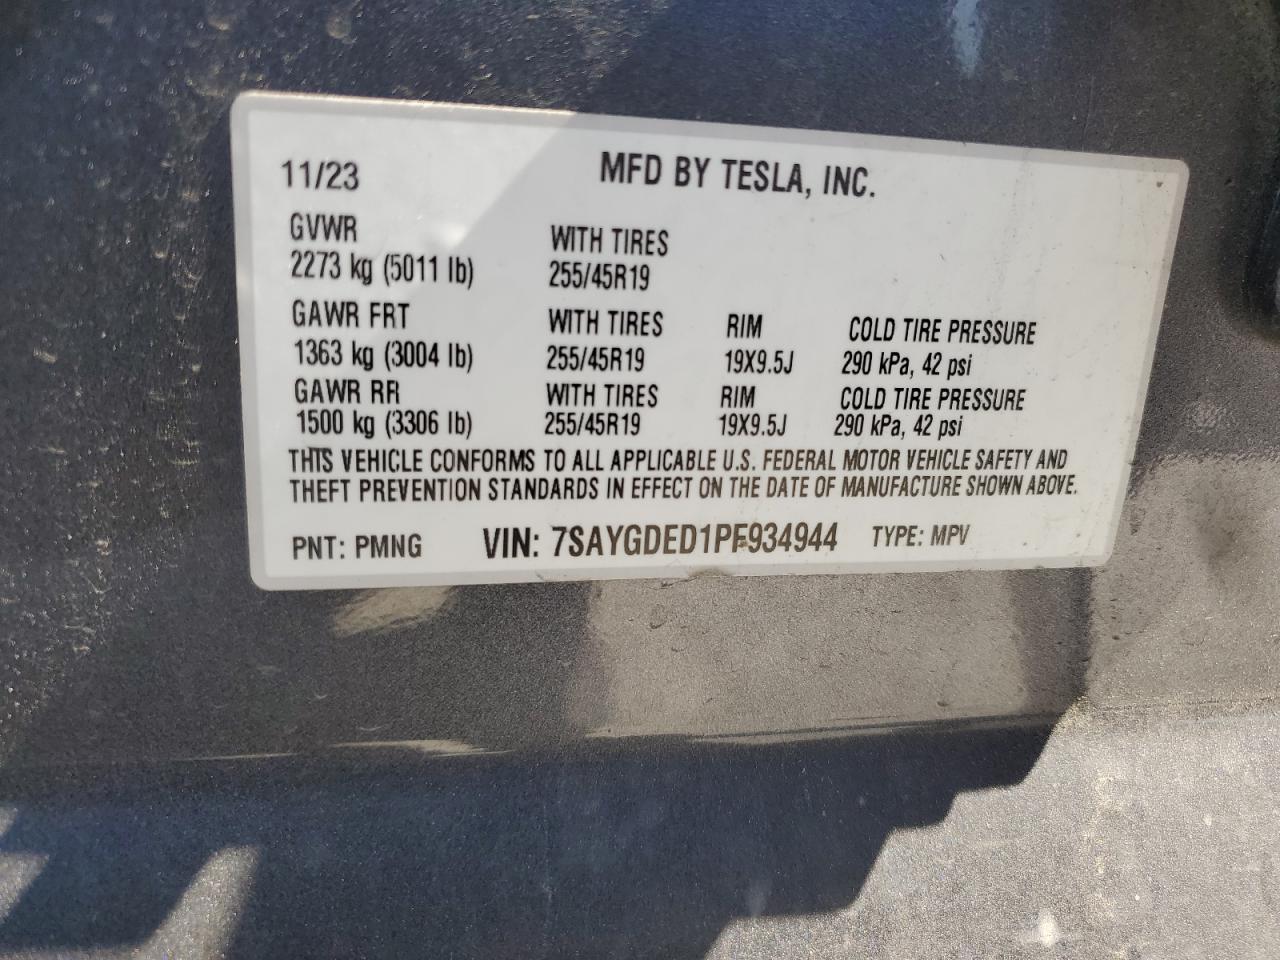 11/23 MFD BY TESLA, INC.
GVWR WITH TIRES
2273 kg (5011 lb) 255/45R19
GAWR FRT WITH TIRES RIM COLD TIRE PRESSURE
1363 kg (3004 lb) 255/45R19 19X9.5J 290 kPa, 42 psi
GAWR RR WITH TIRES RIM COLD TIRE PRESSURE
1500 kg (3306 lb) 255/45R19 19X9.5J 290 kPa, 42 psi
THIS VEHICLE CONFORMS TO ALL APPLICABLE U.S. FEDERAL MOTOR VEHICLE SAFETY AND
THEFT PREVENTION STANDARDS IN EFFECT ON THE DATE OF MANUFACTURE SHOWN ABOVE.
PNT: PMNG VIN: 7SAYGDED1PF934944 TYPE: MPV